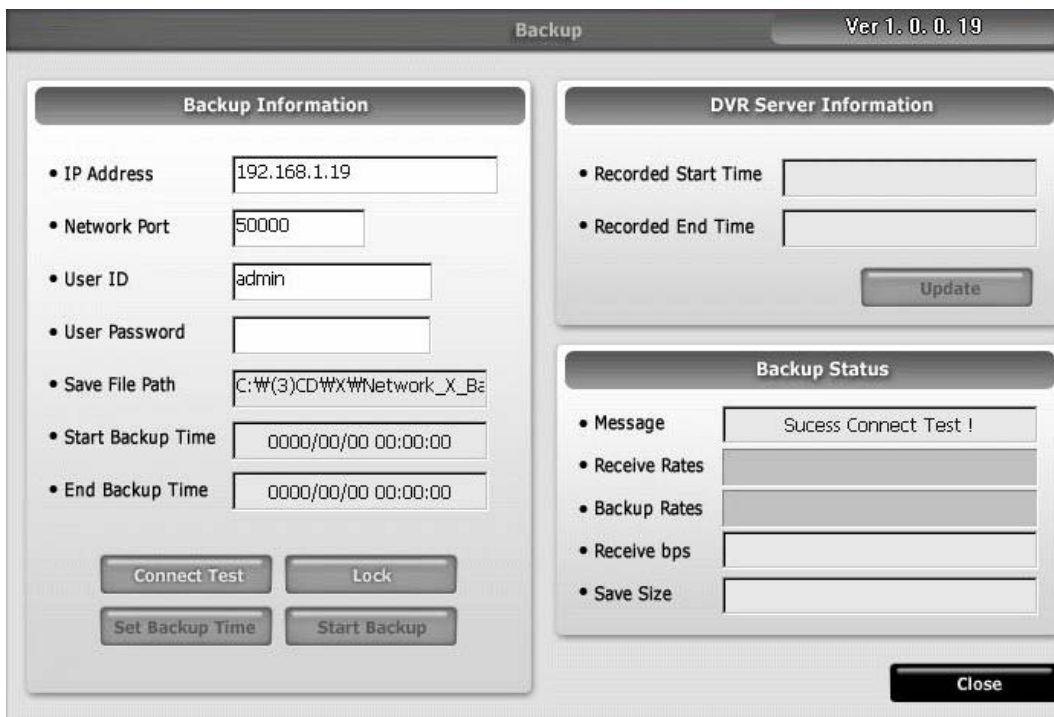 Backup
Ver 1. 0. 0. 19
Backup Information
• IP Address 192.168.1.19
• Network Port 50000
• User ID admin
• User Password
• Save File Path C:₩(3)CD₩X₩Network_X_Ba
• Start Backup Time 0000/00/00 00:00:00
• End Backup Time 0000/00/00 00:00:00
Connect Test Lock
Set Backup Time Start Backup
DVR Server Information
• Recorded Start Time
• Recorded End Time
Update
Backup Status
• Message Sucess Connect Test !
• Receive Rates
• Backup Rates
• Receive bps
• Save Size
Close